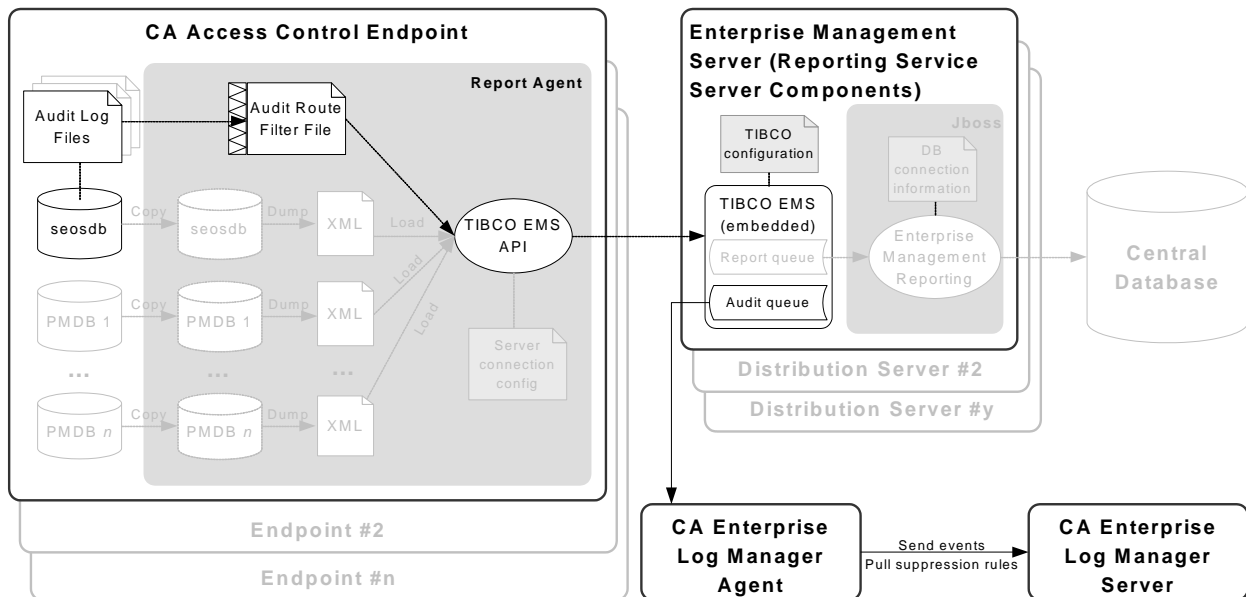 CA Access Control Endpoint
Report Agent
Audit Log
Files
Audit Route
Filter File
seosdb
Copy
seosdb
Dump
XML
Load
TIBCO EMS
API
PMDB 1
Copy
PMDB 1
Dump
XML
Load
Server
connection
config
...
...
...
PMDB n
Copy
PMDB n
Dump
XML
Load
Endpoint #2
Endpoint #n
Enterprise Management
Server (Reporting Service
Server Components)
Jboss
TIBCO
configuration
DB
connection
information
TIBCO EMS
(embedded)
Report queue
Audit queue
Enterprise
Management
Reporting
Central
Database
Distribution Server #2
Distribution Server #y
CA Enterprise
Log Manager
Agent
Send events
Pull suppression rules
CA Enterprise
Log Manager
Server